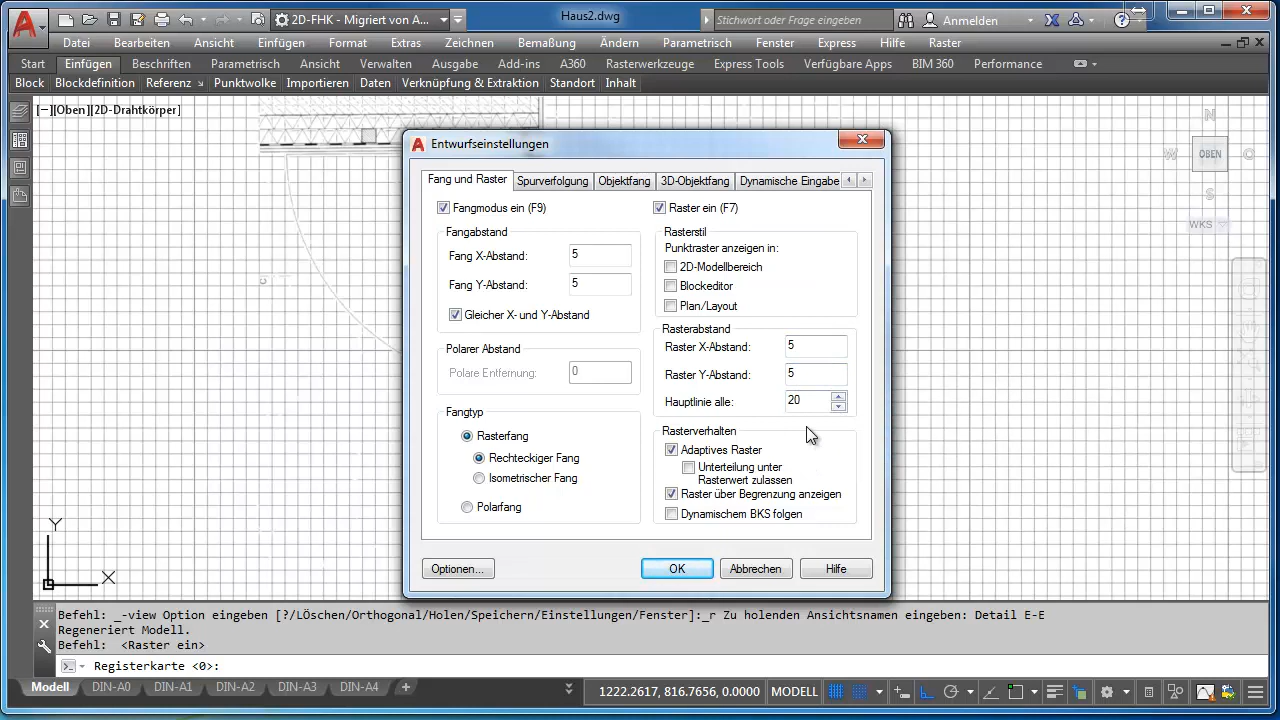 2D-FHK - Migriert von A...
Haus2.dwg
Stichwort oder Frage eingeben
Anmelden
Datei Bearbeiten Ansicht Einfügen Format Extras Zeichnen Bemaßung Ändern Parametrisch Fenster Express Hilfe Raster
Start Einfügen Beschriften Parametrisch Ansicht Verwalten Ausgabe Add-ins A360 Rasterwerkzeuge Express Tools Verfügbare Apps BIM 360 Performance
Block Blockdefinition Referenz Punktwolke Importieren Daten Verknüpfung & Extraktion Standort Inhalt
[−][Oben][2D-Drahtkörper]
N
W OBEN O
S
WKS
Entwurfseinstellungen
Fang und Raster Spurverfolgung Objektfang 3D-Objektfang Dynamische Eingabe
Fangmodus ein (F9)
Fangabstand
Fang X-Abstand: 5
Fang Y-Abstand: 5
Gleicher X- und Y-Abstand
Polarer Abstand
Polare Entfernung: 0
Fangtyp
Rasterfang
Rechteckiger Fang
Isometrischer Fang
Polarfang
Raster ein (F7)
Rasterstil
Punktraster anzeigen in:
2D-Modellbereich
Blockeditor
Plan/Layout
Rasterabstand
Raster X-Abstand: 5
Raster Y-Abstand: 5
Hauptlinie alle: 20
Rasterverhalten
Adaptives Raster
Unterteilung unter
Rasterwert zulassen
Raster über Begrenzung anzeigen
Dynamischem BKS folgen
Optionen... OK Abbrechen Hilfe
Y
X
Befehl: _-view Option eingeben [?/LÖschen/Orthogonal/Holen/Speichern/Einstellungen/Fenster]:_r Zu holenden Ansichtsnamen eingeben: Detail E-E
Regeneriert Modell.
Befehl: <Raster ein>
Registerkarte <0>:
Modell DIN-A0 DIN-A1 DIN-A2 DIN-A3 DIN-A4 +
1222.2617, 816.7656, 0.0000 MODELL